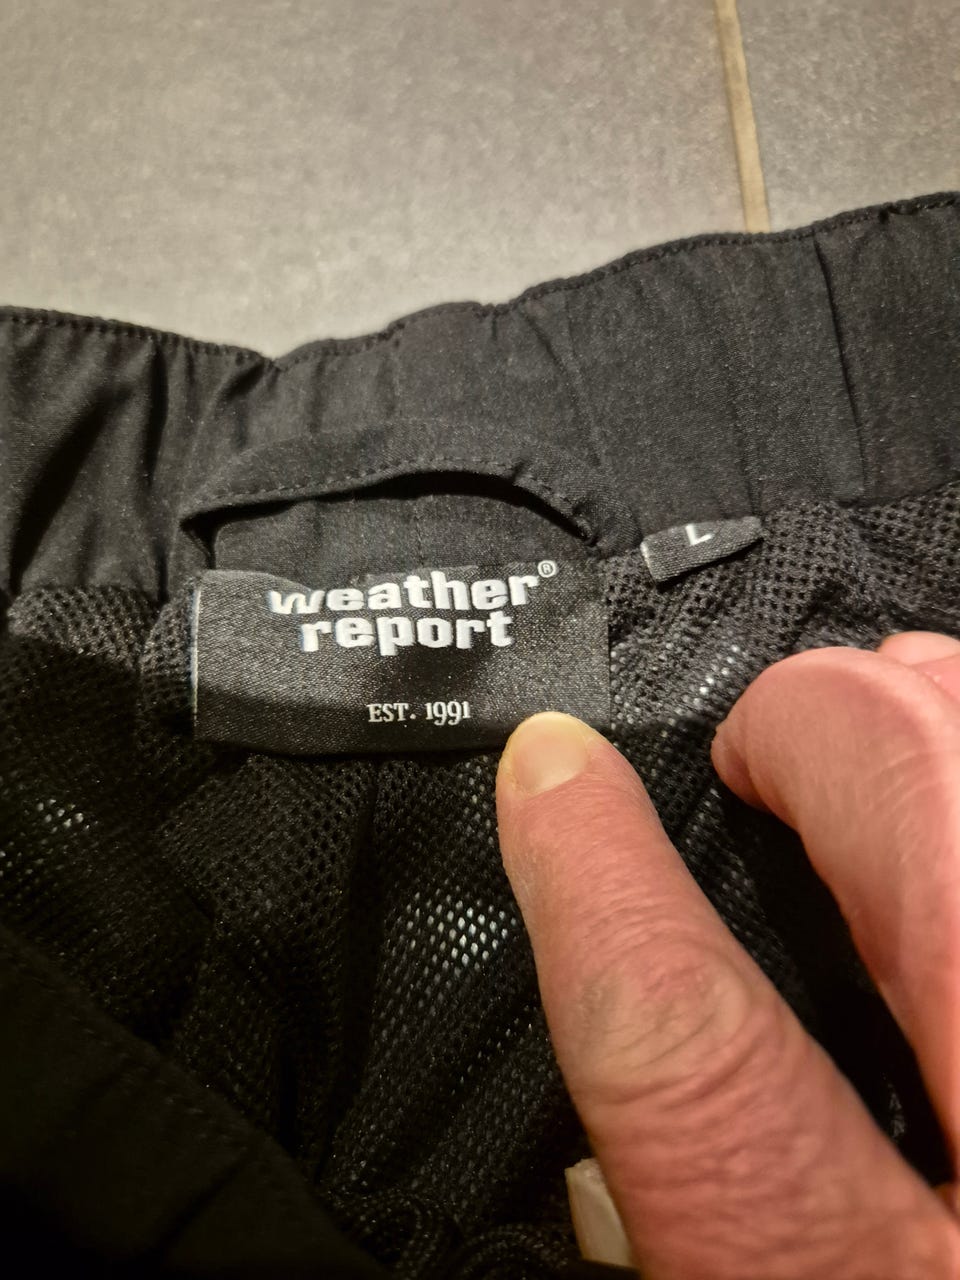 weather®
report
EST. 1991
L